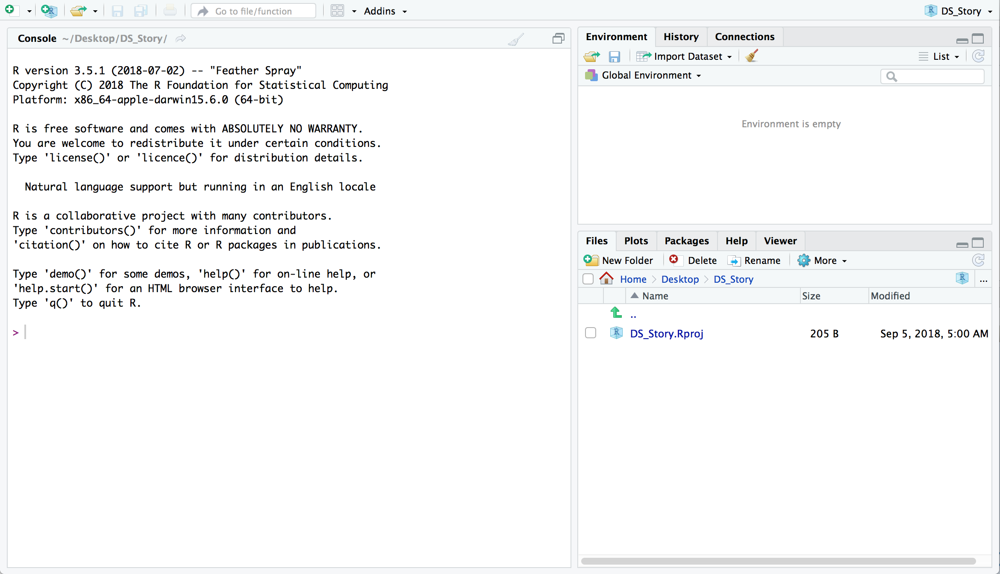 Go to file/function
Addins
DS_Story
Console ~/Desktop/DS_Story/
R version 3.5.1 (2018-07-02) -- "Feather Spray"
Copyright (C) 2018 The R Foundation for Statistical Computing
Platform: x86_64-apple-darwin15.6.0 (64-bit)
R is free software and comes with ABSOLUTELY NO WARRANTY.
You are welcome to redistribute it under certain conditions.
Type 'license()' or 'licence()' for distribution details.
Natural language support but running in an English locale
R is a collaborative project with many contributors.
Type 'contributors()' for more information and
'citation()' on how to cite R or R packages in publications.
Type 'demo()' for some demos, 'help()' for on-line help, or
'help.start()' for an HTML browser interface to help.
Type 'q()' to quit R.
>
Environment History Connections
Import Dataset List
Global Environment
Environment is empty
Files Plots Packages Help Viewer
New Folder Delete Rename More
Home Desktop DS_Story ...
Name Size Modified
..
DS_Story.Rproj 205 B Sep 5, 2018, 5:00 AM